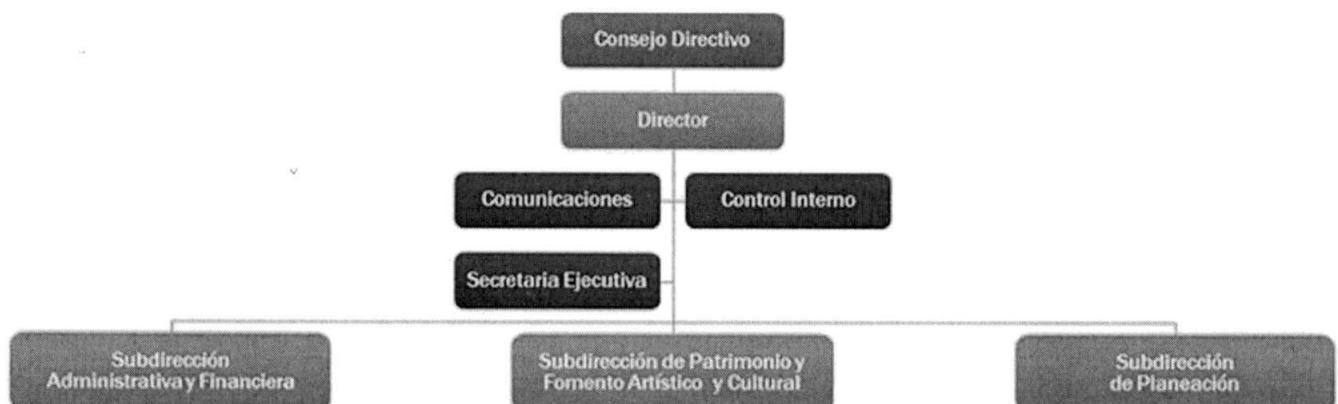 Consejo Directivo
Director
Comunicaciones
Control Interno
Secretaria Ejecutiva
Subdirección
Administrativa y Financiera
Subdirección de Patrimonio y
Fomento Artístico y Cultural
Subdirección
de Planeación